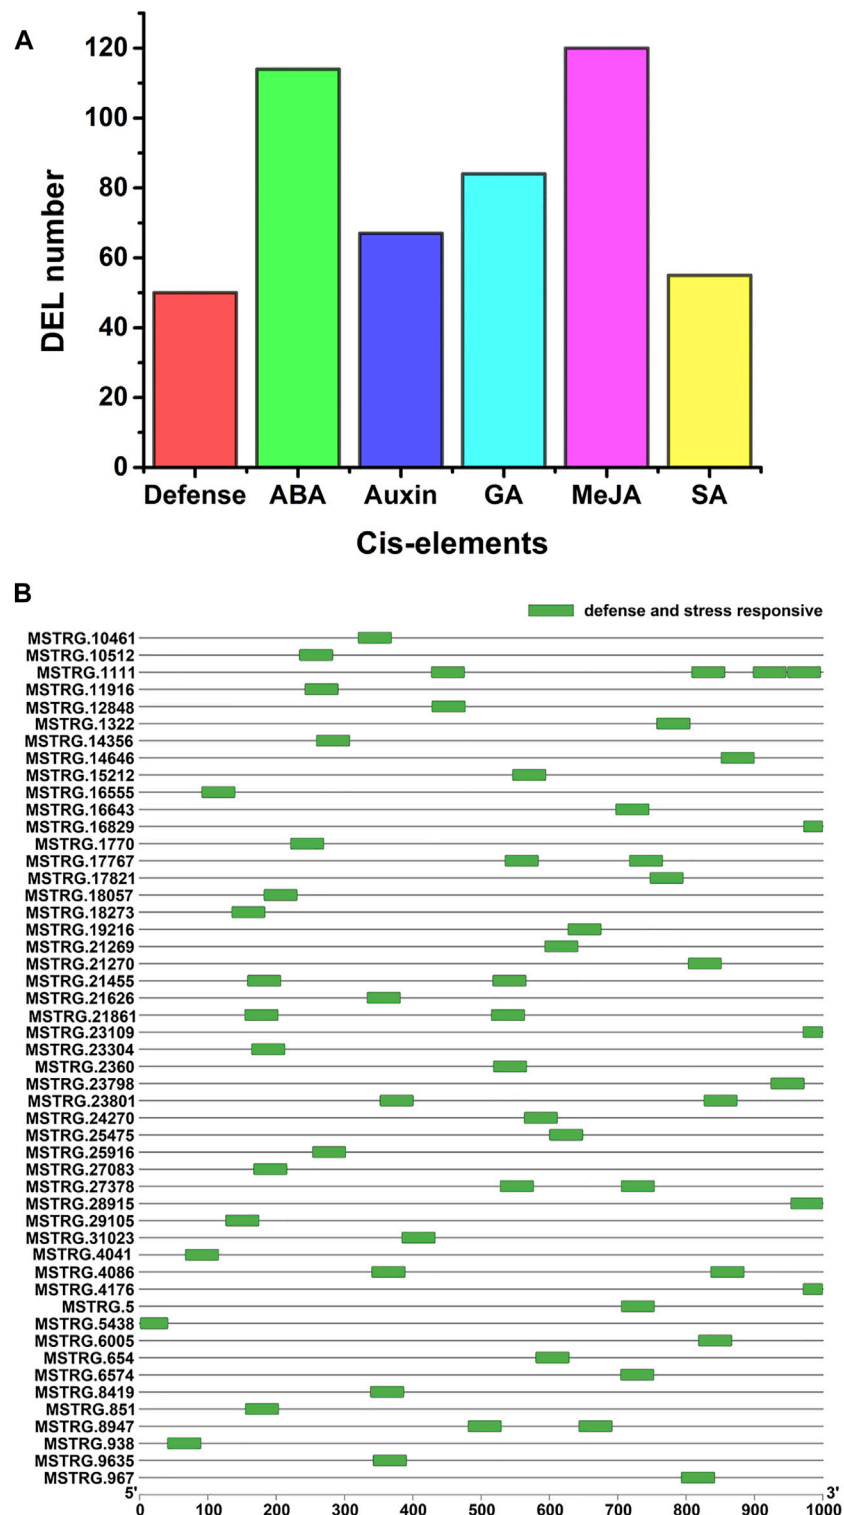 A
DEL number
120
100
80
60
40
20
0
Defense ABA Auxin GA MeJA SA
Cis-elements
B
defense and stress responsive
MSTRG.10461
MSTRG.10512
MSTRG.1111
MSTRG.11916
MSTRG.12848
MSTRG.1322
MSTRG.14356
MSTRG.14646
MSTRG.15212
MSTRG.16555
MSTRG.16643
MSTRG.16829
MSTRG.1770
MSTRG.17767
MSTRG.17821
MSTRG.18057
MSTRG.18273
MSTRG.19216
MSTRG.21269
MSTRG.21270
MSTRG.21455
MSTRG.21626
MSTRG.21861
MSTRG.23109
MSTRG.23304
MSTRG.2360
MSTRG.23798
MSTRG.23801
MSTRG.24270
MSTRG.25475
MSTRG.25916
MSTRG.27083
MSTRG.27378
MSTRG.28915
MSTRG.29105
MSTRG.31023
MSTRG.4041
MSTRG.4086
MSTRG.4176
MSTRG.5
MSTRG.5438
MSTRG.6005
MSTRG.654
MSTRG.6574
MSTRG.8419
MSTRG.851
MSTRG.8947
MSTRG.938
MSTRG.9635
MSTRG.967
5' 3'
0 100 200 300 400 500 600 700 800 900 1000